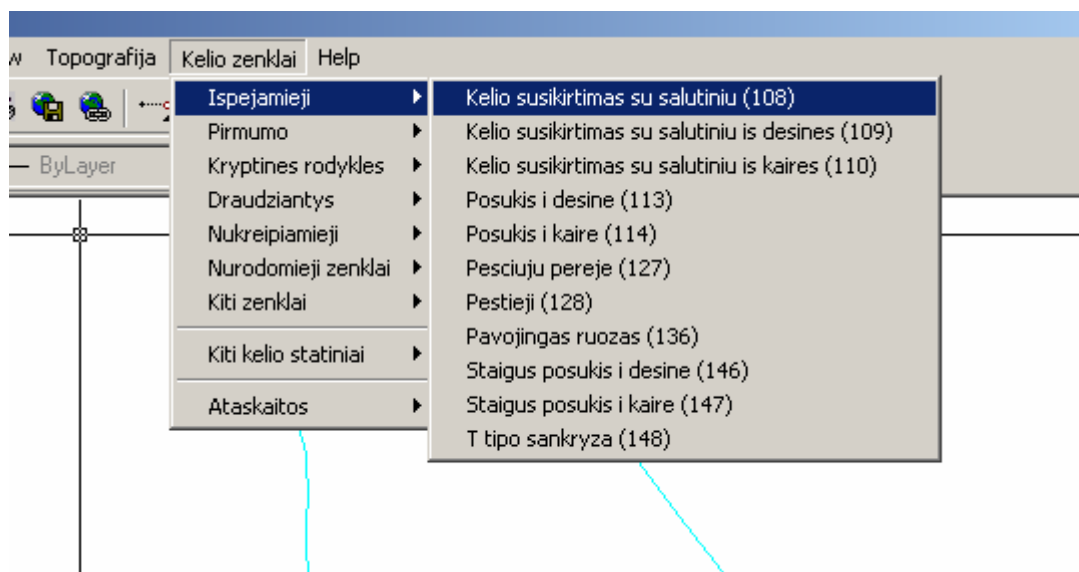 w Topografija Kelio zenklai Help
ByLayer
Ispejamieji
Pirmumo
Kryptines rodykles
Draudziantys
Nukreipiamieji
Nurodomieji zenklai
Kiti zenklai
Kiti kelio statiniai
Ataskaitos
Kelio susikirtimas su salutiniu (108)
Kelio susikirtimas su salutiniu is desines (109)
Kelio susikirtimas su salutiniu is kaires (110)
Posukis i desine (113)
Posukis i kaire (114)
Pesciuju pereje (127)
Pestieji (128)
Pavojingas ruozas (136)
Staigus posukis i desine (146)
Staigus posukis i kaire (147)
T tipo sankryza (148)